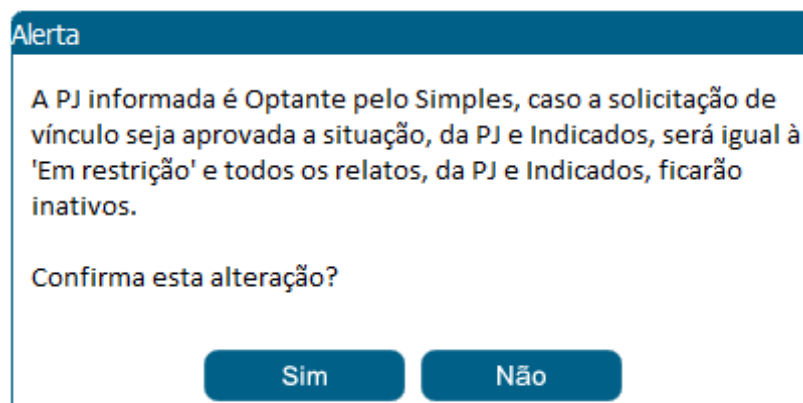 Alerta
A PJ informada é Optante pelo Simples, caso a solicitação de
vínculo seja aprovada a situação, da PJ e Indicados, será igual à
'Em restrição' e todos os relatos, da PJ e Indicados, ficarão
inativos.
Confirma esta alteração?
Sim Não